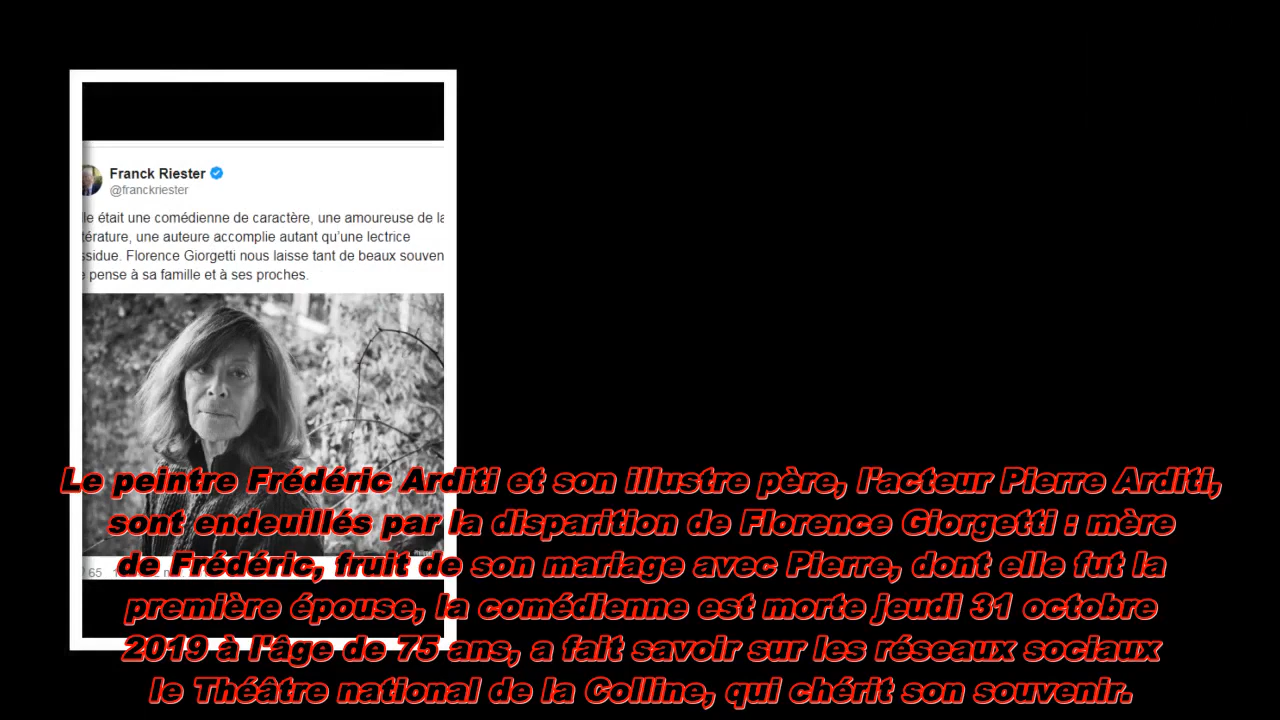 Franck Riester
@franckriester
lle était une comédienne de caractère, une amoureuse de la
térature, une auteure accomplie autant qu'une lectrice
ssidue. Florence Giorgetti nous laisse tant de beaux souven
e pense à sa famille et à ses proches.
Le peintre Frédéric Arditi et son illustre père, l'acteur Pierre Arditi,
sont endeuillés par la disparition de Florence Giorgetti : mère
de Frédéric, fruit de son mariage avec Pierre, dont elle fut la
65
première épouse, la comédienne est morte jeudi 31 octobre
2019 à l'âge de 75 ans, a fait savoir sur les réseaux sociaux
le Théâtre national de la Colline, qui chérit son souvenir.